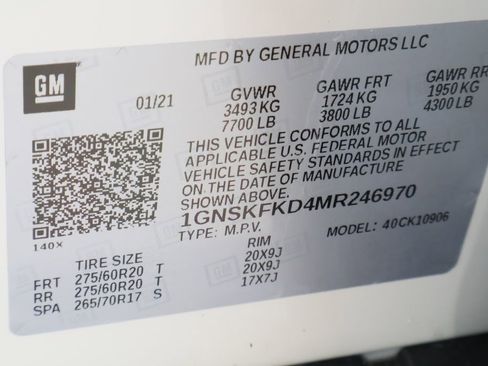 MFD BY GENERAL MOTORS LLC
GM
01/21
GVWR GAWR FRT GAWR RR
3493 KG 1724 KG 1950 KG
7700 LB 3800 LB 4300 LB
THIS VEHICLE CONFORMS TO ALL
APPLICABLE U.S. FEDERAL MOTOR
VEHICLE SAFETY STANDARDS IN EFFECT
ON THE DATE OF MANUFACTURE
SHOWN ABOVE.
1GNSKFKD4MR246970
140X
TYPE: M.P.V. MODEL: 40CK10906
TIRE SIZE RIM
FRT 275/60R20 T 20X9J
RR 275/60R20 T 20X9J
SPA 265/70R17 S 17X7J